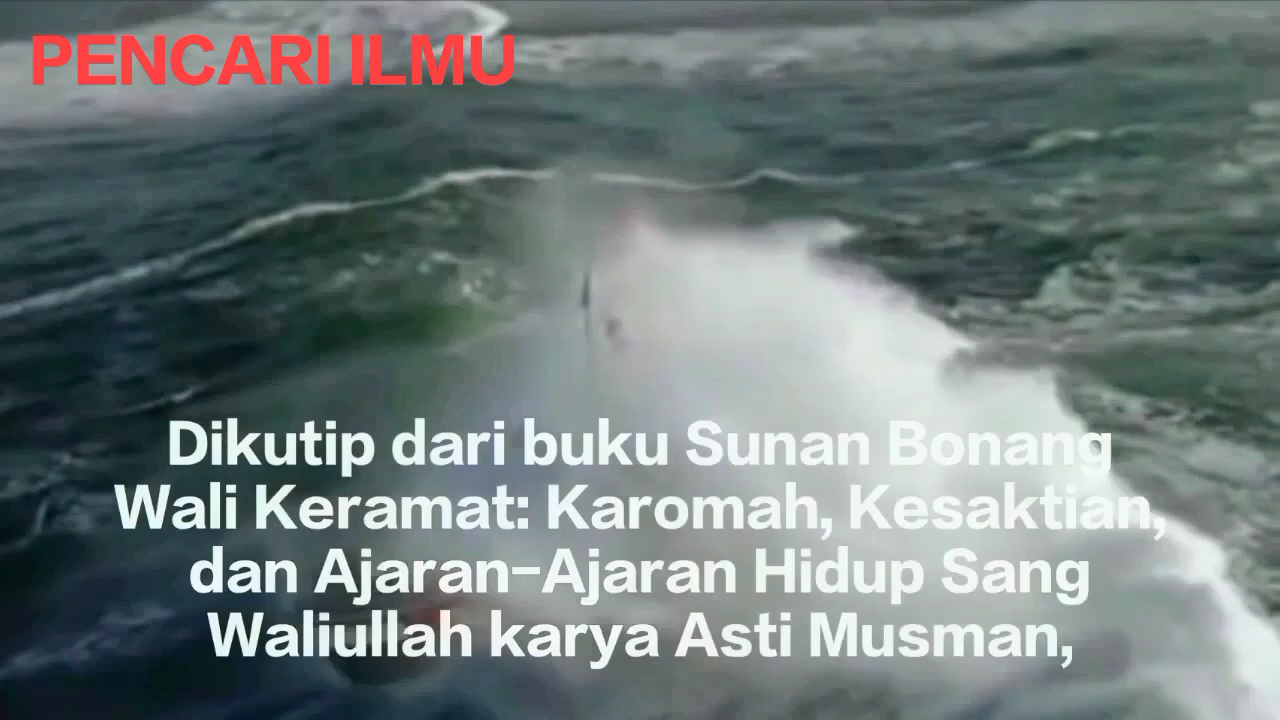 PENCARI ILMU
Dikutip dari buku Sunan Bonang
Wali Keramat: Karomah, Kesaktian,
dan Ajaran-Ajaran Hidup Sang
Waliullah karya Asti Musman,